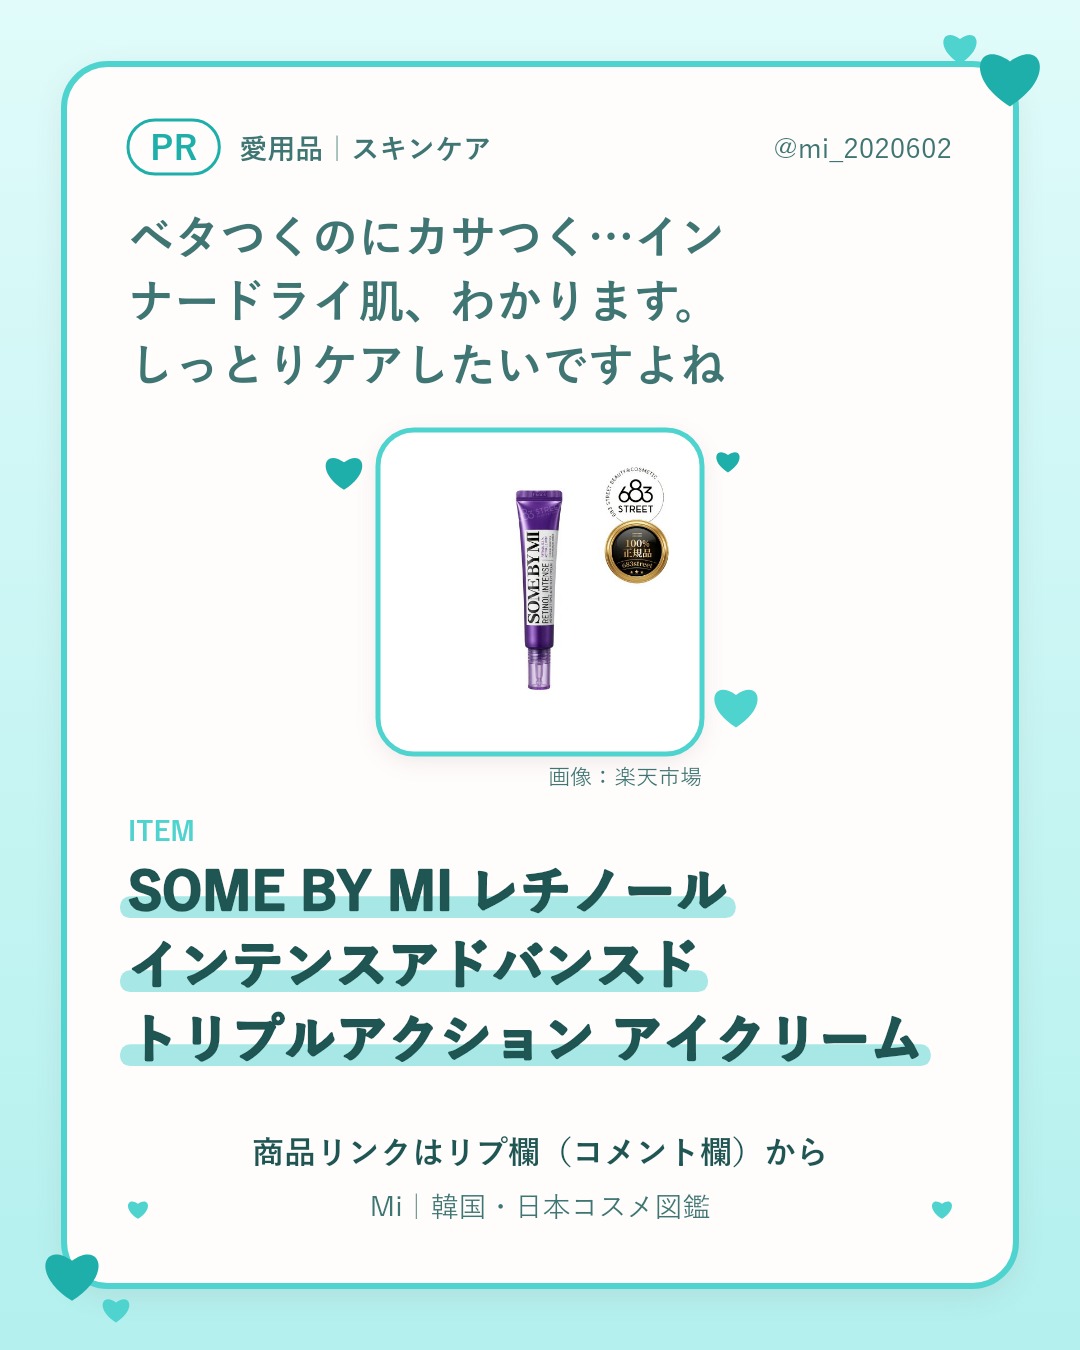 PR 愛用品｜スキンケア @mi_2020602
ベタつくのにカサつく…イン
ナードライ肌、わかります。
しっとりケアしたいですよね
683 STREET BEAUTY&COSMETIC
683
STREET
100%
正規品
683street
SOME BY MI
RETINOL INTENSE
画像：楽天市場
ITEM
SOME BY MI レチノール
インテンスアドバンスド
トリプルアクション アイクリーム
商品リンクはリプ欄（コメント欄）から
Mi｜韓国・日本コスメ図鑑